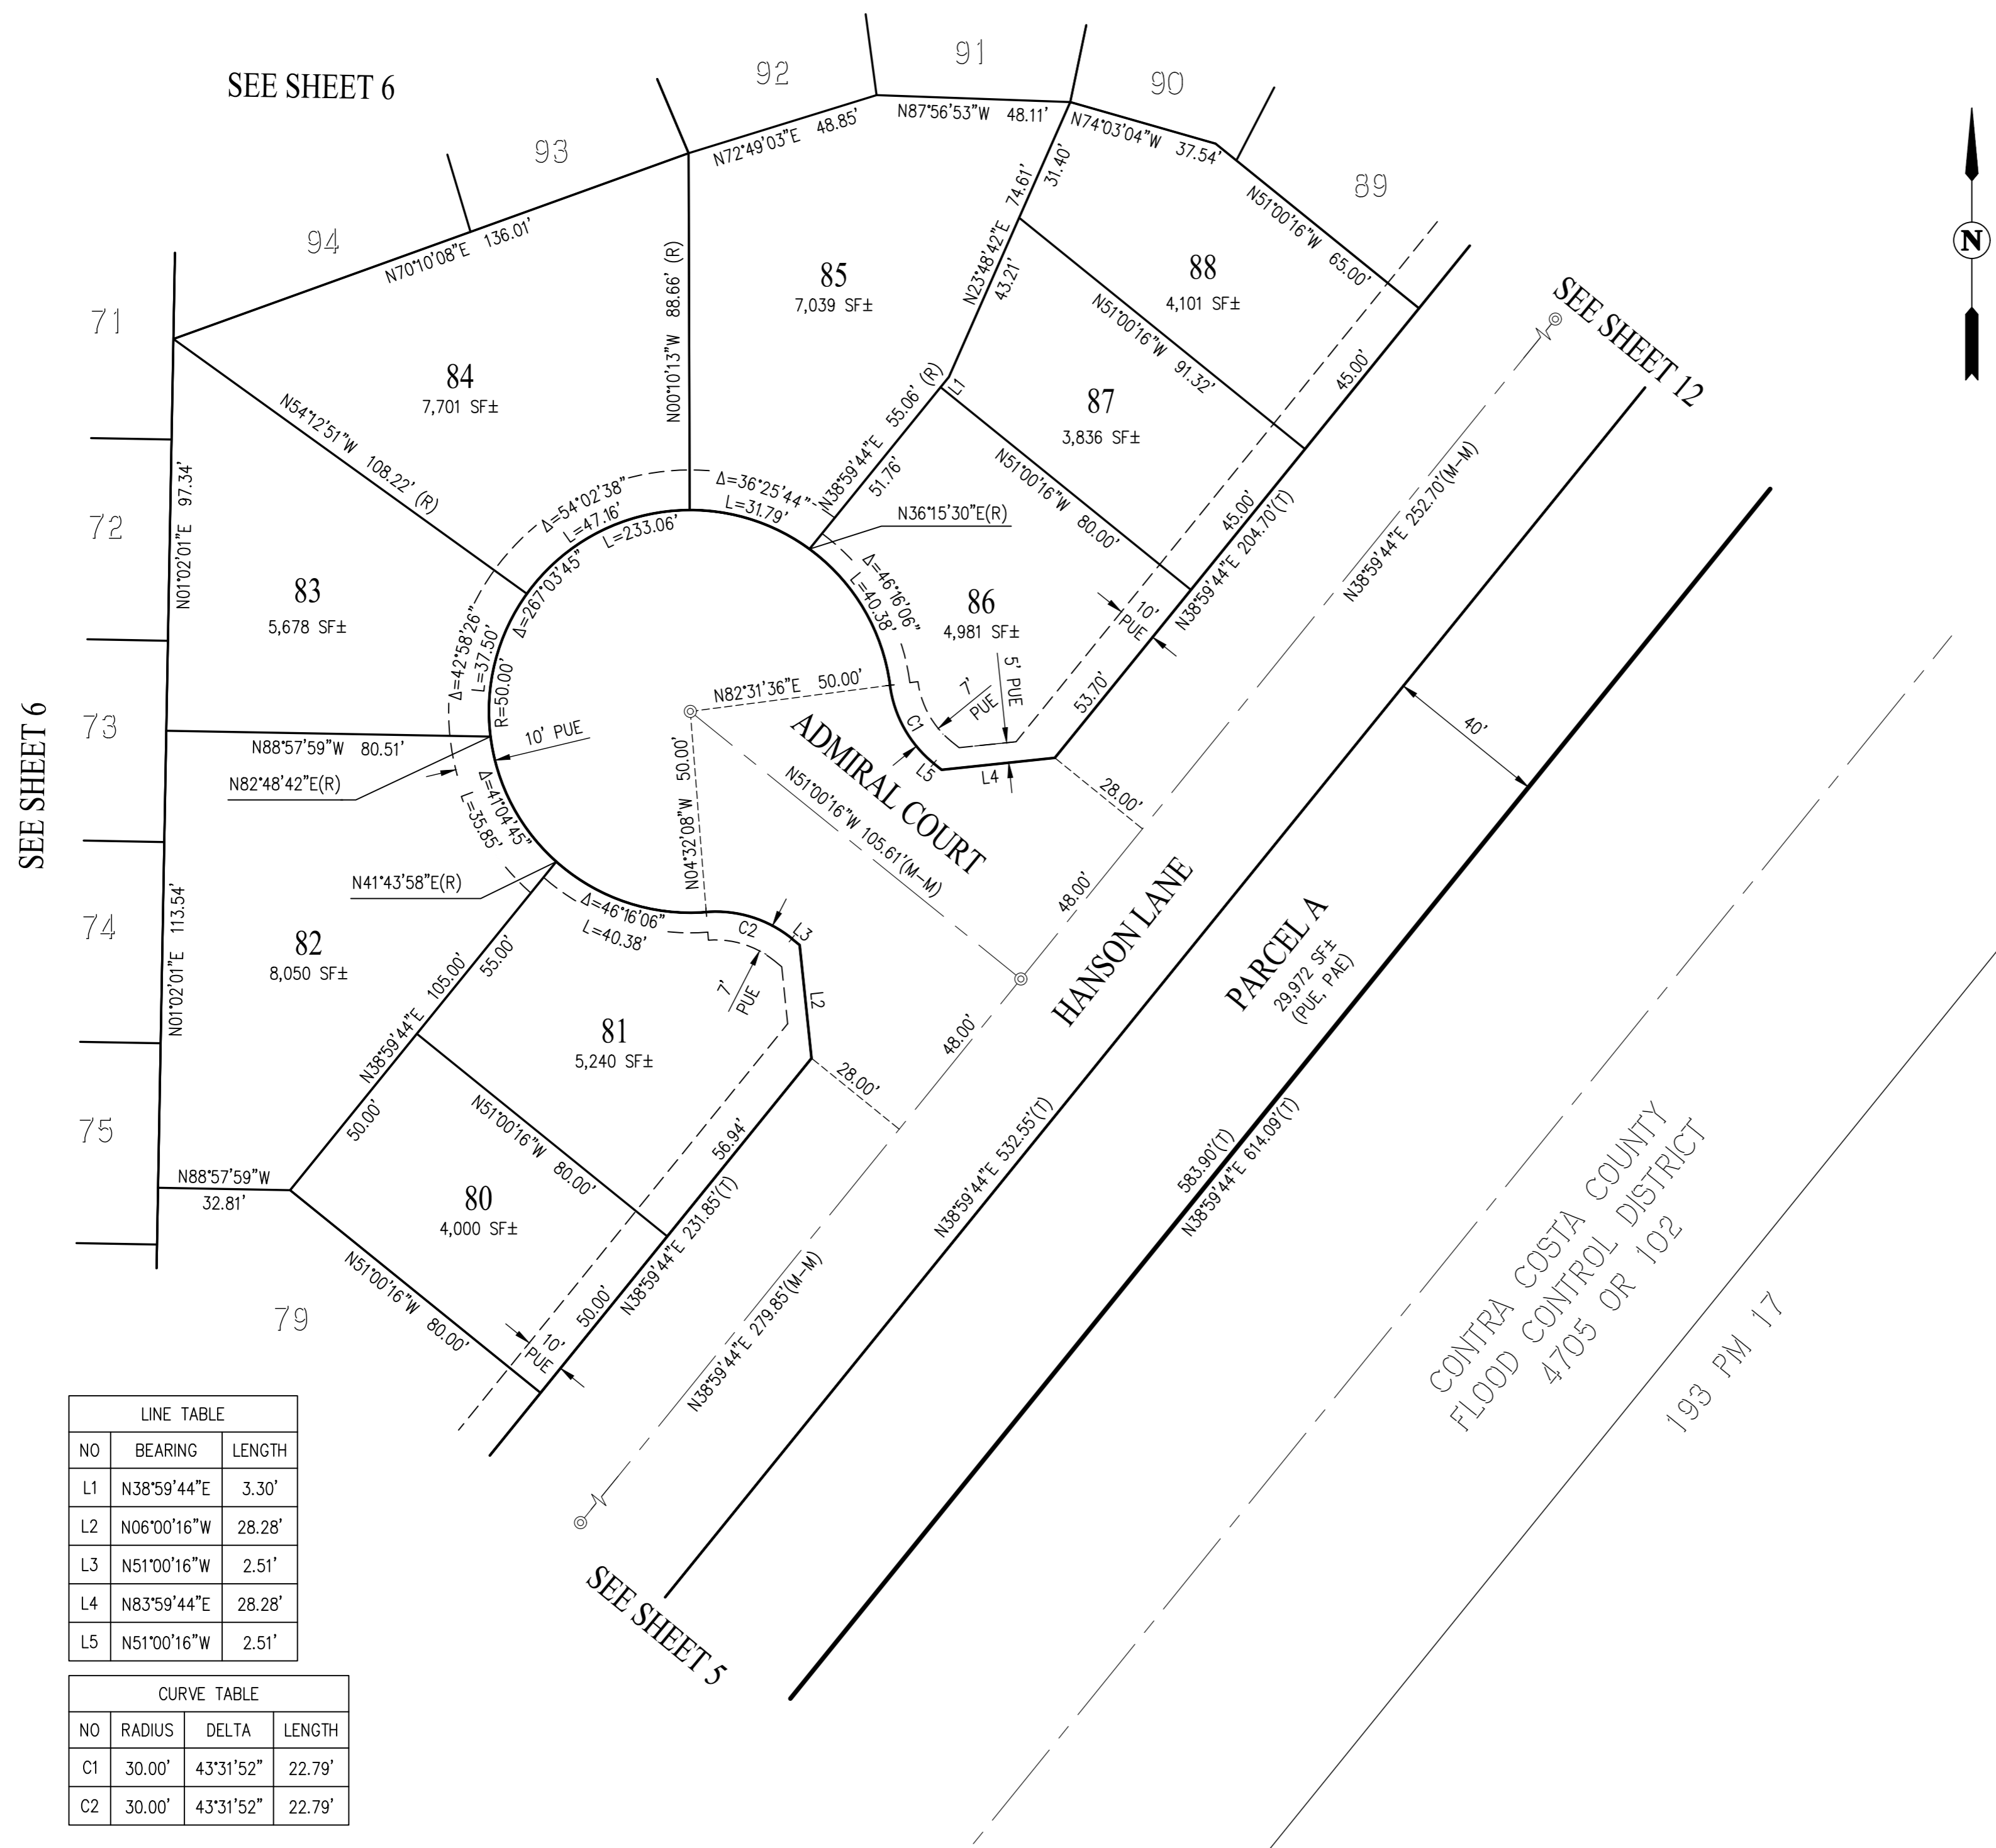 SEE SHEET 6
92
91
90
93
89
94
N72°49'03"E 48.85'
N87°56'53"W 48.11'
N74°03'04"W 37.54'
N51°00'16"W 65.00'
N70°10'08"E 136.01'
71
72
73
74
75
79
SEE SHEET 6
N01°02'01"E 97.34'
N01°02'01"E 113.54'
84
7,701 SF±
N54°12'51"W 108.22' (R)
N00°10'13"W 88.66' (R)
85
7,039 SF±
N23°48'42"E 74.61'
31.40'
43.21'
88
4,101 SF±
N51°00'16"W 91.32'
45.00'
87
3,836 SF±
L1
N38°59'44"E 55.06' (R)
51.76'
N51°00'16"W 80.00'
45.00'
N38°59'44"E 204.70'(T)
N36°15'30"E(R)
86
4,981 SF±
10'
PUE
5' PUE
7'
PUE
53.70'
C1
L5
L4
28.00'
83
5,678 SF±
Δ=54°02'38"
L=47.16'
L=233.06'
Δ=36°25'44"
L=31.79'
Δ=46°16'06"
L=40.38'
Δ=267°03'45"
Δ=42°58'26"
L=37.50'
R=50.00'
N88°57'59"W 80.51'
N82°48'42"E(R)
10' PUE
Δ=41°04'45"
L=35.85'
N41°43'58"E(R)
N82°31'36"E 50.00'
N04°32'08"W 50.00'
ADMIRAL COURT
N51°00'16"W 105.61'(M-M)
Δ=46°16'06"
L=40.38'
C2
L3
L2
7'
PUE
82
8,050 SF±
N38°59'44"E 105.00'
55.00'
50.00'
81
5,240 SF±
N51°00'16"W 80.00'
56.94'
28.00'
48.00'
48.00'
N88°57'59"W
32.81'
80
4,000 SF±
N51°00'16"W 80.00'
50.00'
N38°59'44"E 231.85'(T)
10'
PUE
N38°59'44"E 252.70'(M-M)
N38°59'44"E 279.85'(M-M)
SEE SHEET 12
SEE SHEET 5
HANSON LANE
40'
PARCEL A
29,972 SF±
(PUE, PAE)
N38°59'44"E 532.55'(T)
583.90'(T)
N38°59'44"E 614.09'(T)
CONTRA COSTA COUNTY
FLOOD CONTROL DISTRICT
4705 OR 102
193 PM 17
N
LINE TABLE
NO BEARING LENGTH
L1 N38°59'44"E 3.30'
L2 N06°00'16"W 28.28'
L3 N51°00'16"W 2.51'
L4 N83°59'44"E 28.28'
L5 N51°00'16"W 2.51'
CURVE TABLE
NO RADIUS DELTA LENGTH
C1 30.00' 43°31'52" 22.79'
C2 30.00' 43°31'52" 22.79'